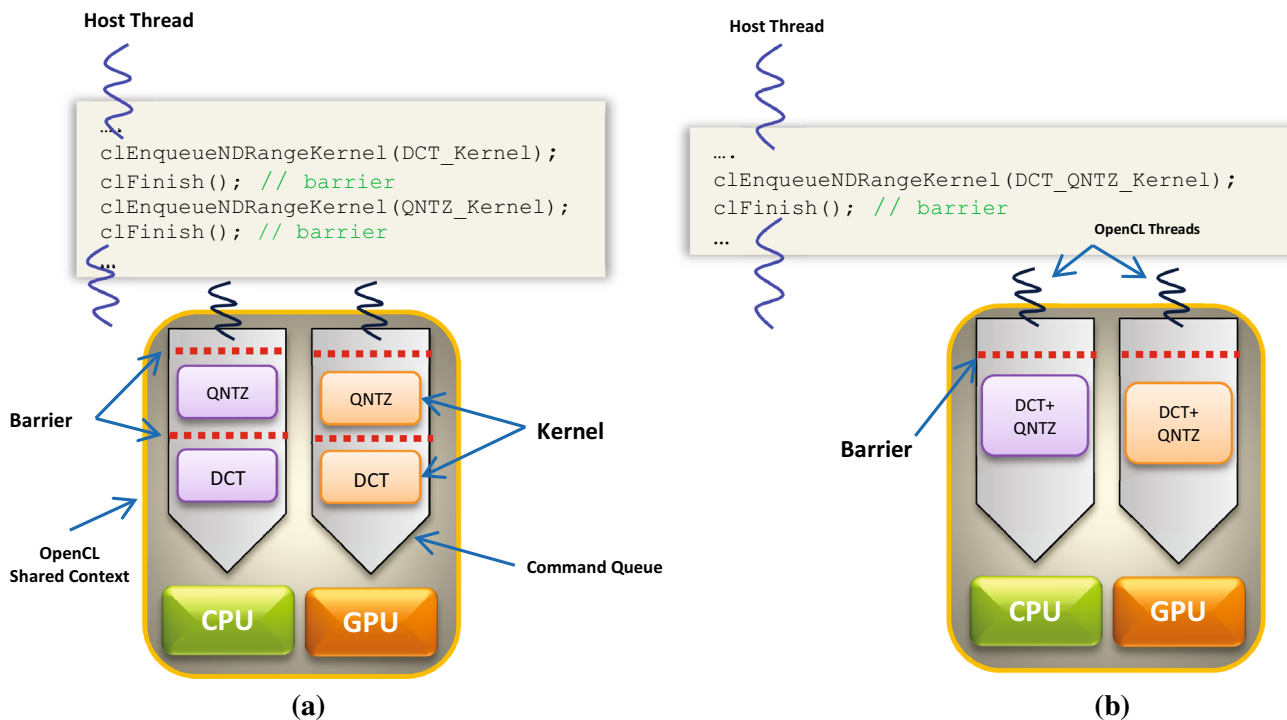 Host Thread
….
clEnqueueNDRangeKernel(DCT_Kernel);
clFinish(); // barrier
clEnqueueNDRangeKernel(QNTZ_Kernel);
clFinish(); // barrier
…
Barrier
QNTZ
QNTZ
Kernel
DCT
DCT
OpenCL
Shared Context
Command Queue
CPU
GPU
(a)
Host Thread
….
clEnqueueNDRangeKernel(DCT_QNTZ_Kernel);
clFinish(); // barrier
…
OpenCL Threads
Barrier
DCT+
QNTZ
DCT+
QNTZ
CPU
GPU
(b)